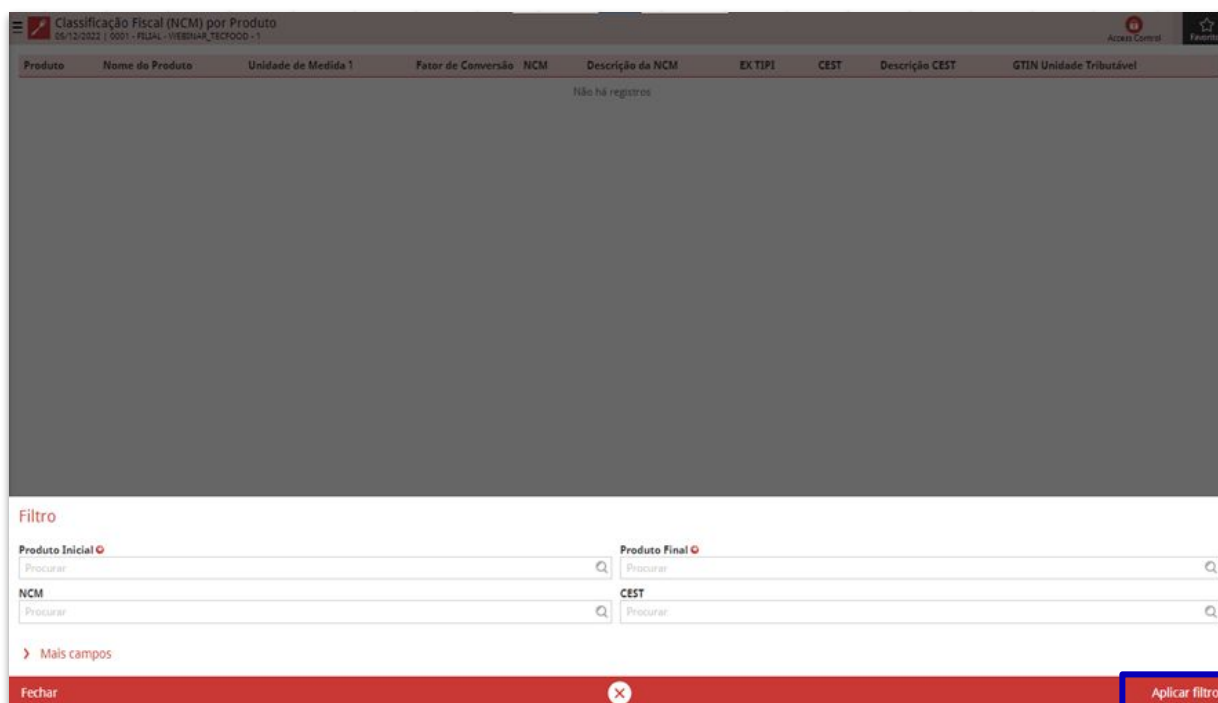 Classificação Fiscal (NCM) por Produto
05/12/2022 | 0001 - FILIAL - WEBINAR_TECFOOD - 1
Access Control
Favorito
Produto Nome do Produto Unidade de Medida 1 Fator de Conversão NCM Descrição da NCM EX TIPI CEST Descrição CEST GTIN Unidade Tributável
Não há registros
Filtro
Produto Inicial Produto Final
Procurar Procurar
NCM CEST
Procurar Procurar
Mais campos
Fechar Aplicar filtro